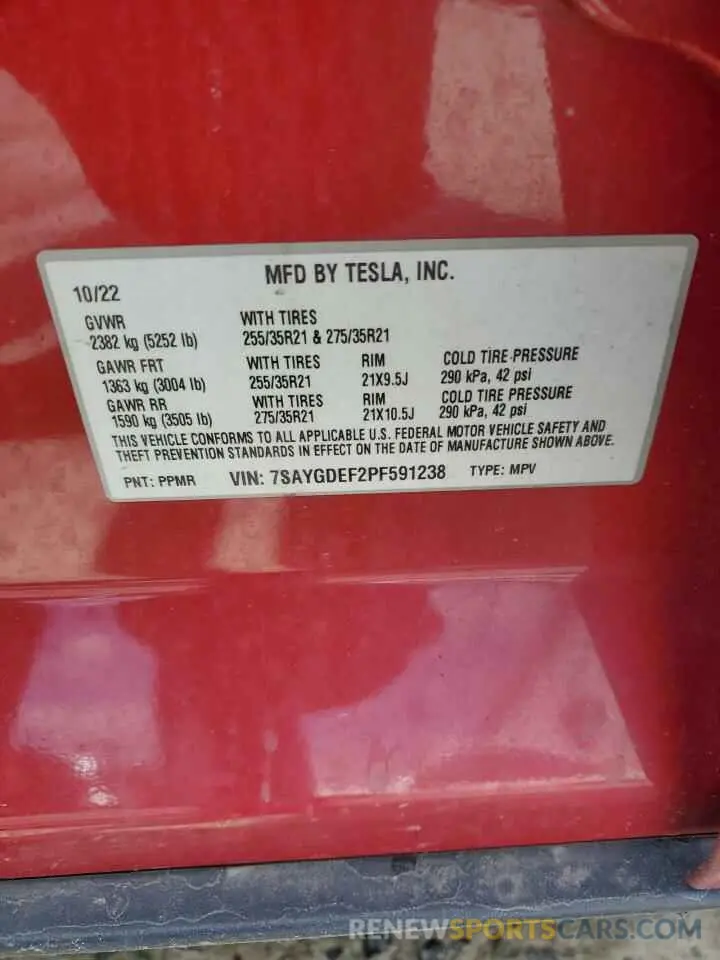 MFD BY TESLA, INC.
10/22
GVWR WITH TIRES
2382 kg (5252 lb) 255/35R21 & 275/35R21
GAWR FRT WITH TIRES RIM COLD TIRE PRESSURE
1363 kg (3004 lb) 255/35R21 21X9.5J 290 kPa, 42 psi
GAWR RR WITH TIRES RIM COLD TIRE PRESSURE
1590 kg (3505 lb) 275/35R21 21X10.5J 290 kPa, 42 psi
THIS VEHICLE CONFORMS TO ALL APPLICABLE U.S. FEDERAL MOTOR VEHICLE SAFETY AND
THEFT PREVENTION STANDARDS IN EFFECT ON THE DATE OF MANUFACTURE SHOWN ABOVE.
PNT: PPMR VIN: 7SAYGDEF2PF591238 TYPE: MPV
RENEWSPORTSCARS.COM